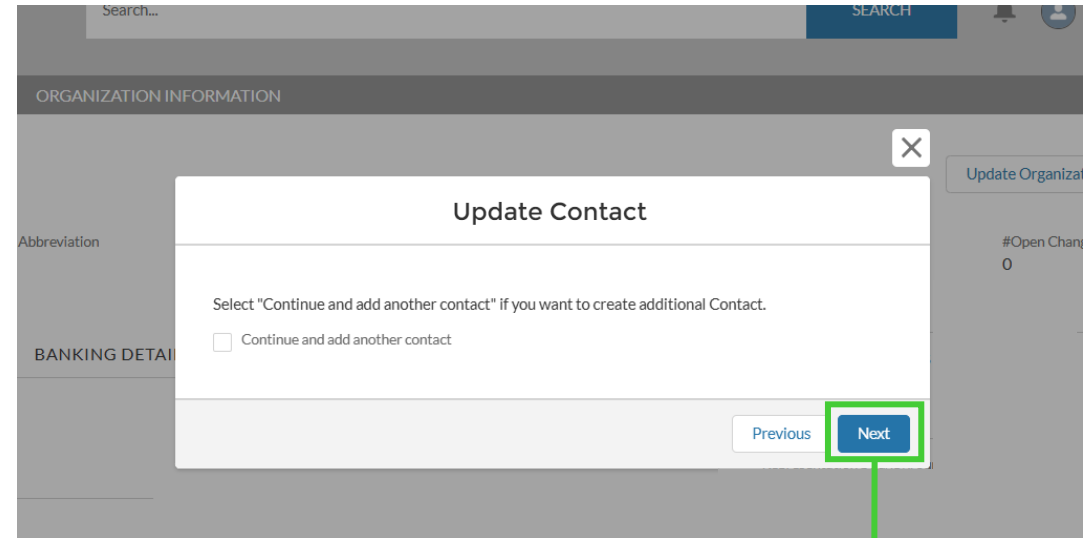 Search...
SEARCH
ORGANIZATION INFORMATION
Update Organizat
Update Contact
Abbreviation
#Open Chang
0
Select "Continue and add another contact" if you want to create additional Contact.
Continue and add another contact
BANKING DETAI
Previous
Next